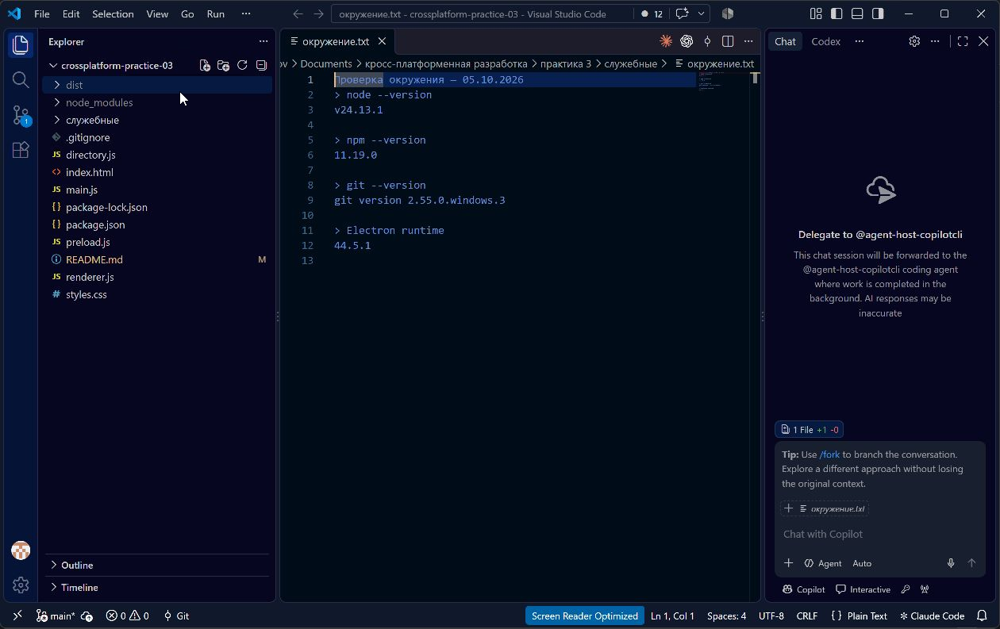 File Edit Selection View Go Run ···
окружение.txt - crossplatform-practice-03 - Visual Studio Code
12
Explorer
crossplatform-practice-03
dist
node_modules
служебные
.gitignore
JS directory.js
<> index.html
JS main.js
{} package-lock.json
{} package.json
JS preload.js
README.md M
JS renderer.js
# styles.css
Outline
Timeline
1
окружение.txt
ov > Documents > кросс-платформенная разработка > практика 3 > служебные > окружение.txt
1 Проверка окружения — 05.10.2026
2 > node --version
3 v24.13.1
4
5 > npm --version
6 11.19.0
7
8 > git --version
9 git version 2.55.0.windows.3
10
11 > Electron runtime
12 44.5.1
13
Chat Codex ···
Delegate to @agent-host-copilotcli
This chat session will be forwarded to the
@agent-host-copilotcli coding agent
where work is completed in the
background. AI responses may be
inaccurate
1 File +1 -0
Tip: Use /fork to branch the conversation.
Explore a different approach without losing
the original context.
окружение.txt
Chat with Copilot
Agent Auto
Copilot Interactive
main* 0 0 Git
Screen Reader Optimized Ln 1, Col 1 Spaces: 4 UTF-8 CRLF {} Plain Text Claude Code